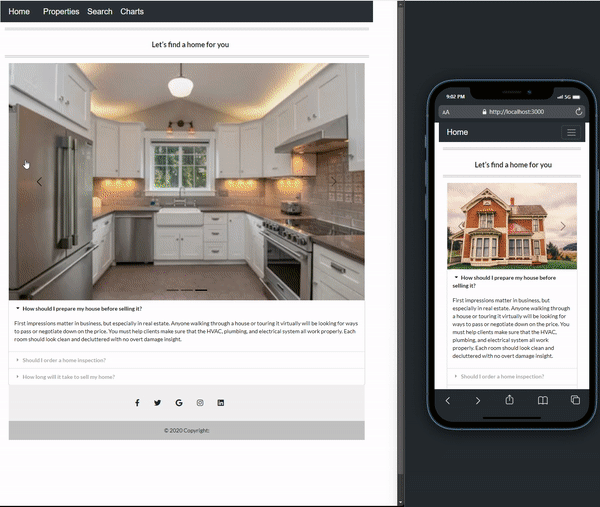 Home Properties Search Charts
Let's find a home for you
How should I prepare my house before selling it?
First impressions matter in business, but especially in real estate. Anyone walking through a house or touring it virtually will be looking for ways
to pass or negotiate down on the price. You must help clients make sure that the HVAC, plumbing, and electrical system all work properly. Each
room should look clean and decluttered with no overt damage insight.
Should I order a home inspection?
How long will it take to sell my home?
© 2020 Copyright:
9:02 PM 5G
AA http://localhost:3000
Home
Let's find a home for you
How should I prepare my house before
selling it?
First impressions matter in business, but
especially in real estate. Anyone walking through
a house or touring it virtually will be looking for
ways to pass or negotiate down on the price. You
must help clients make sure that the HVAC,
plumbing, and electrical system all work
properly. Each room should look clean and
decluttered with no overt damage insight.
Should I order a home inspection?